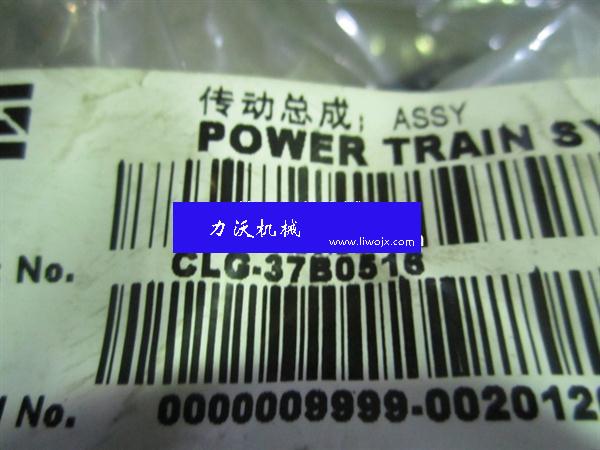 传动总成; ASSY
POWER TRAIN SY
力沃机械
www.liwojx.com
No. CLG-37B0516
No. 0000009999-0020120